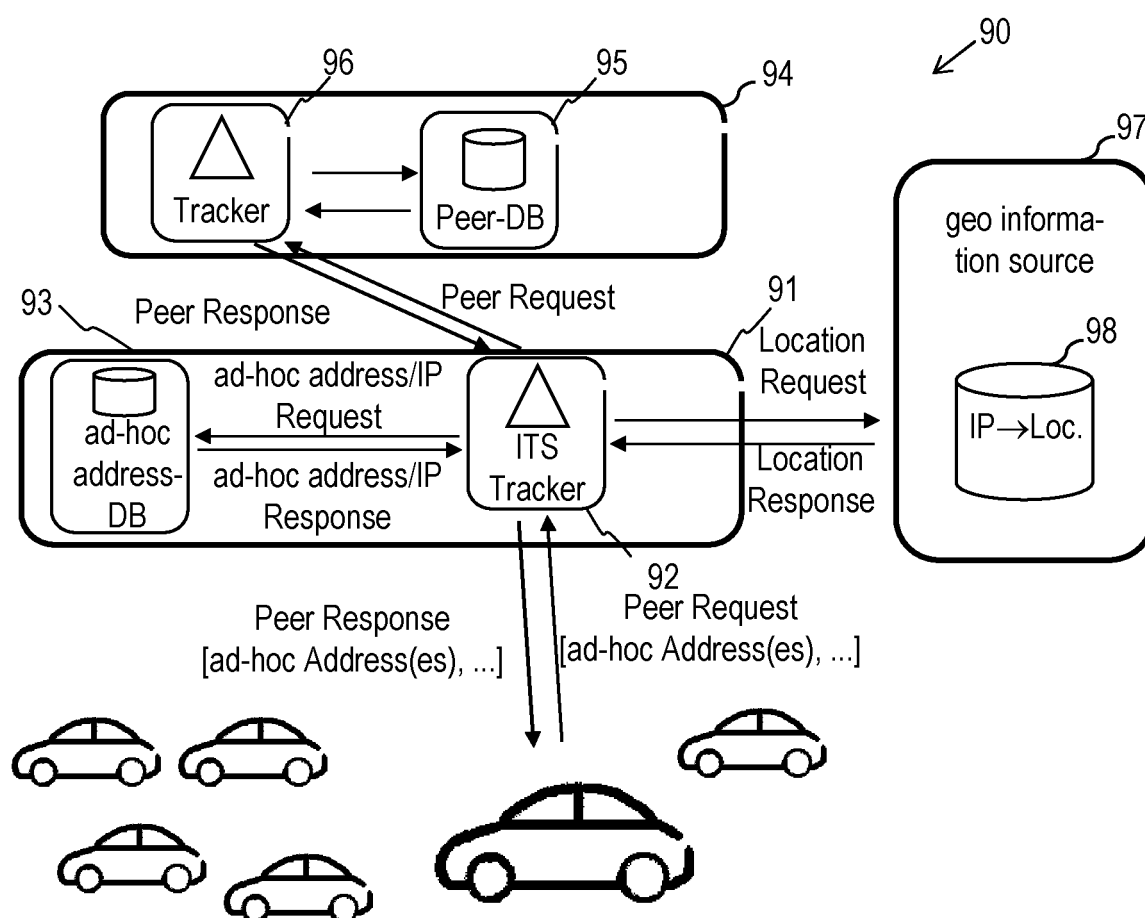 90
96
95
94
97
Tracker
Peer-DB
geo informa-
tion source
Peer Response
Peer Request
93
91
Location
Request
98
ad-hoc address/IP
Request
ad-hoc
address-
DB
ad-hoc address/IP
Response
ITS
Tracker
IP→Loc.
Location
Response
92
Peer Response
[ad-hoc Address(es), ...]
Peer Request
[ad-hoc Address(es), ...]